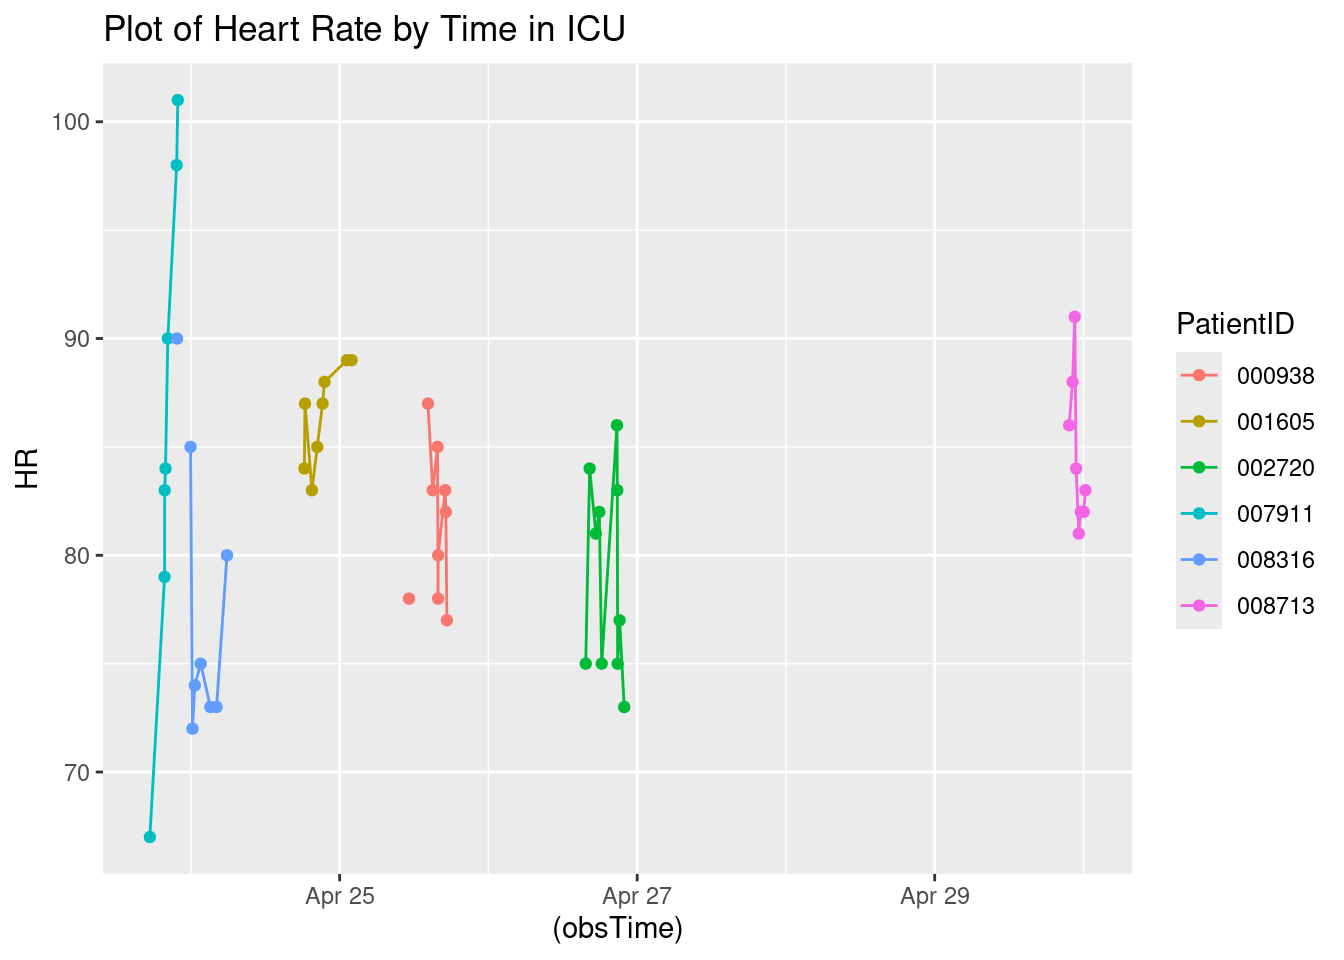 Plot of Heart Rate by Time in ICU
100
90
80
70
HR
Apr 25
Apr 27
Apr 29
(obsTime)
PatientID
000938
001605
002720
007911
008316
008713